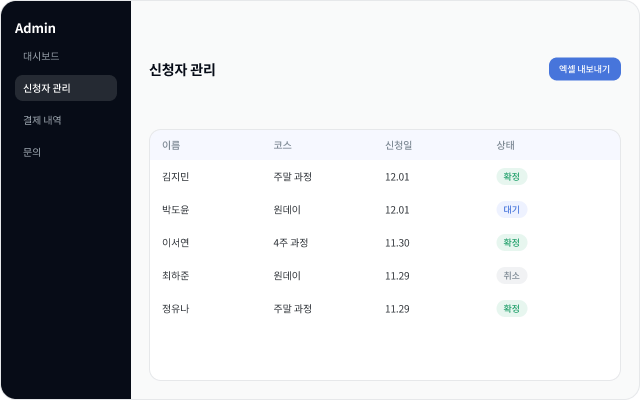 Admin
대시보드
신청자 관리
결제 내역
문의
신청자 관리
엑셀 내보내기
이름 코스 신청일 상태
김지민 주말 과정 12.01 확정
박도윤 원데이 12.01 대기
이서연 4주 과정 11.30 확정
최하준 원데이 11.29 취소
정유나 주말 과정 11.29 확정